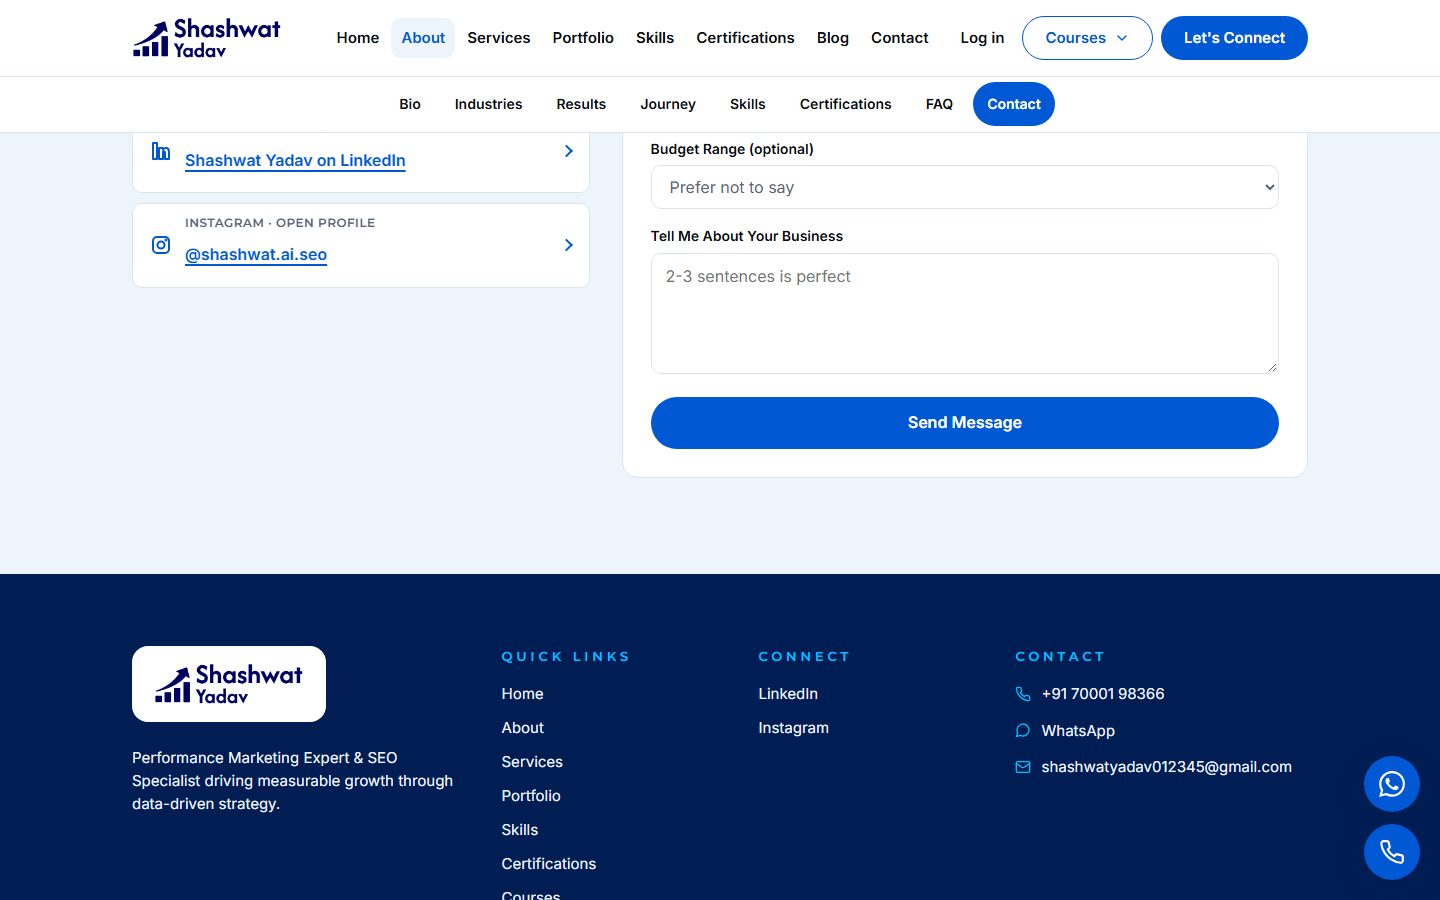 Shashwat
Yadav
Home
About
Services
Portfolio
Skills
Certifications
Blog
Contact
Log in
Courses
Let's Connect
Bio
Industries
Results
Journey
Skills
Certifications
FAQ
Contact
Shashwat Yadav on LinkedIn
INSTAGRAM · OPEN PROFILE
@shashwat.ai.seo
Budget Range (optional)
Prefer not to say
Tell Me About Your Business
2-3 sentences is perfect
Send Message
Shashwat
Yadav
Performance Marketing Expert & SEO
Specialist driving measurable growth through
data-driven strategy.
QUICK LINKS
Home
About
Services
Portfolio
Skills
Certifications
Courses
CONNECT
LinkedIn
Instagram
CONTACT
+91 70001 98366
WhatsApp
shashwatyadav012345@gmail.com